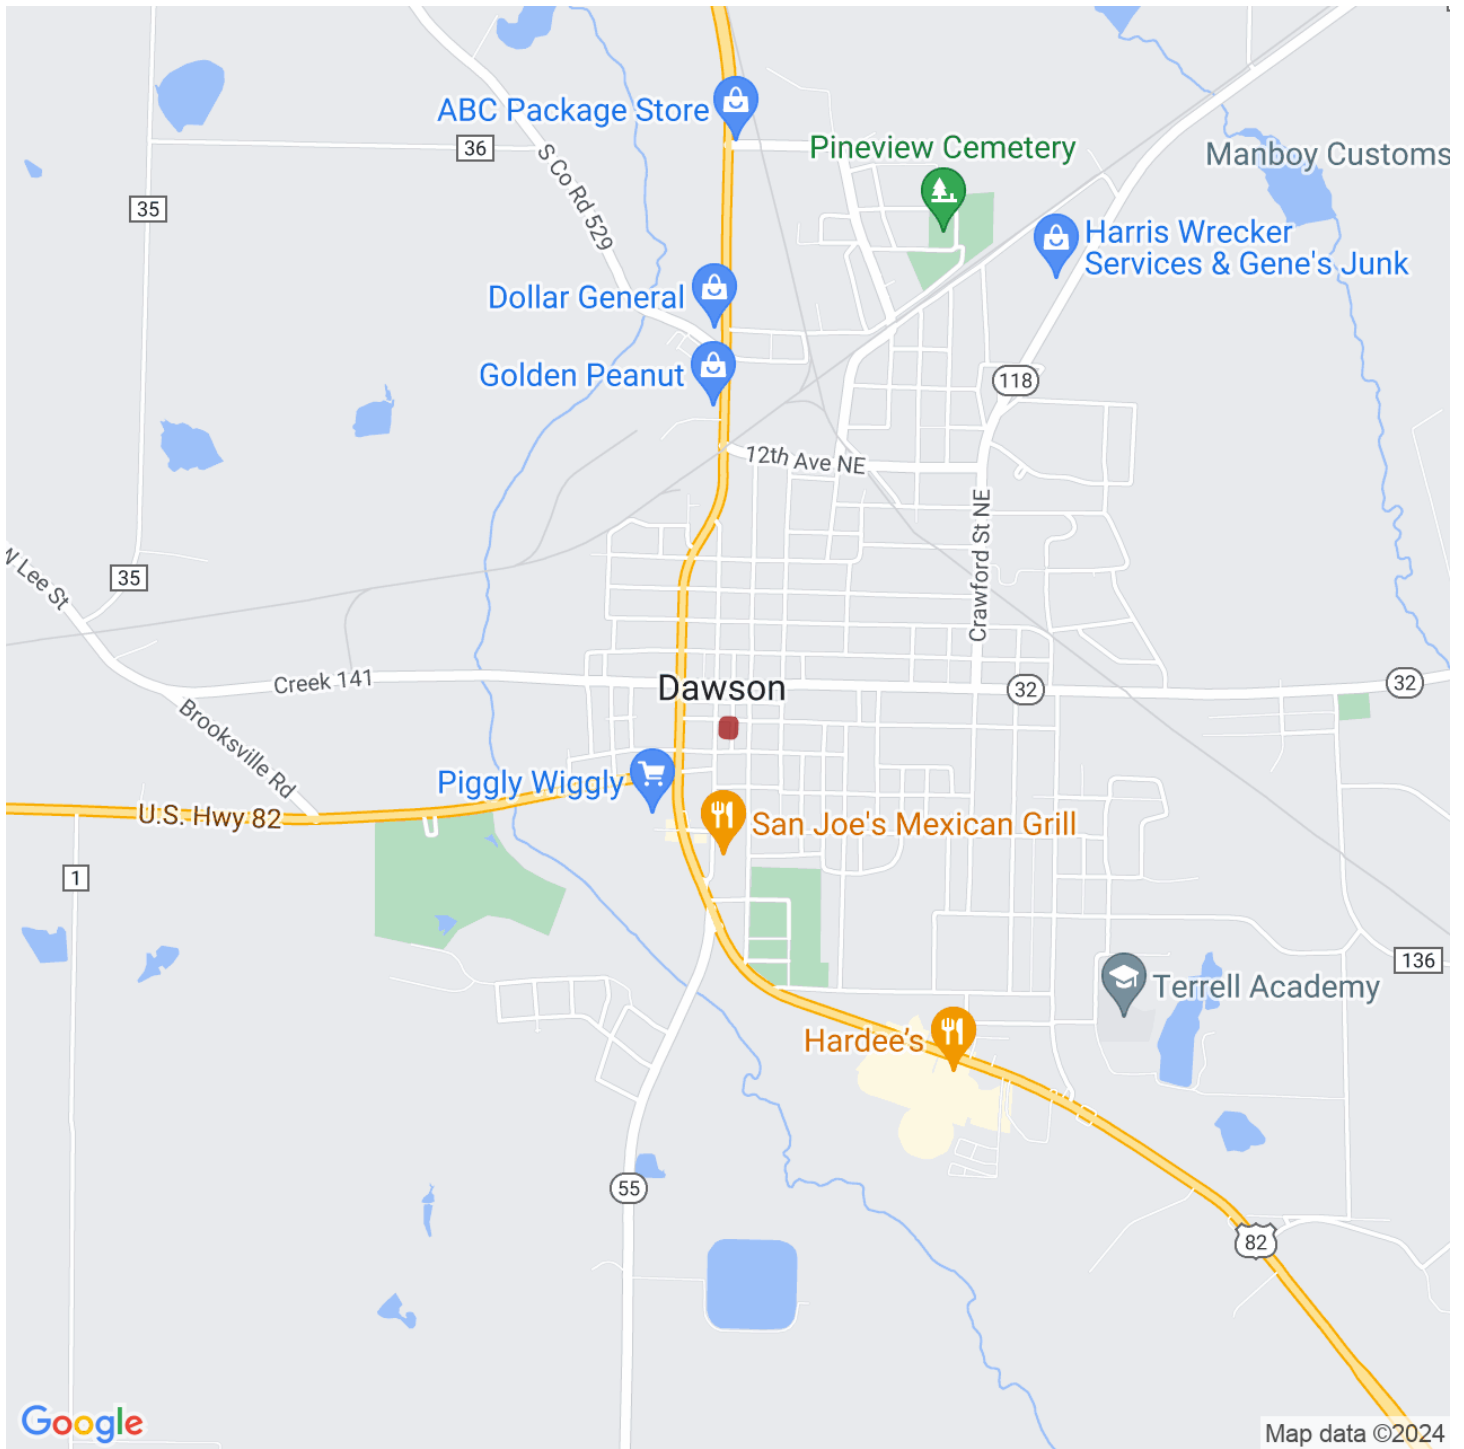 ABC Package Store
Pineview Cemetery
Manboy Customs
36
S Co Rd 529
35
Harris Wrecker
Services & Gene's Junk
Dollar General
Golden Peanut
118
12th Ave NE
Crawford St NE
35
W Lee St
Creek 141
Dawson
32
32
Brooksville Rd
Piggly Wiggly
U.S. Hwy 82
San Joe's Mexican Grill
1
136
Terrell Academy
Hardee's
55
82
Google
Map data ©2024